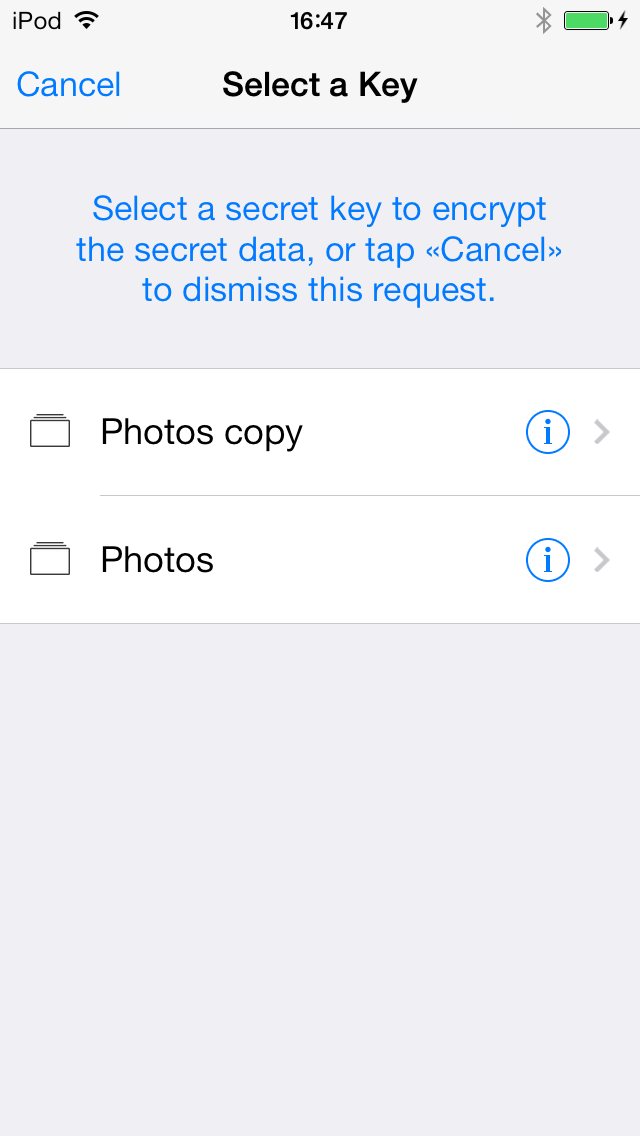 iPod 16:47
Cancel Select a Key
Select a secret key to encrypt
the secret data, or tap «Cancel»
to dismiss this request.
Photos copy
Photos